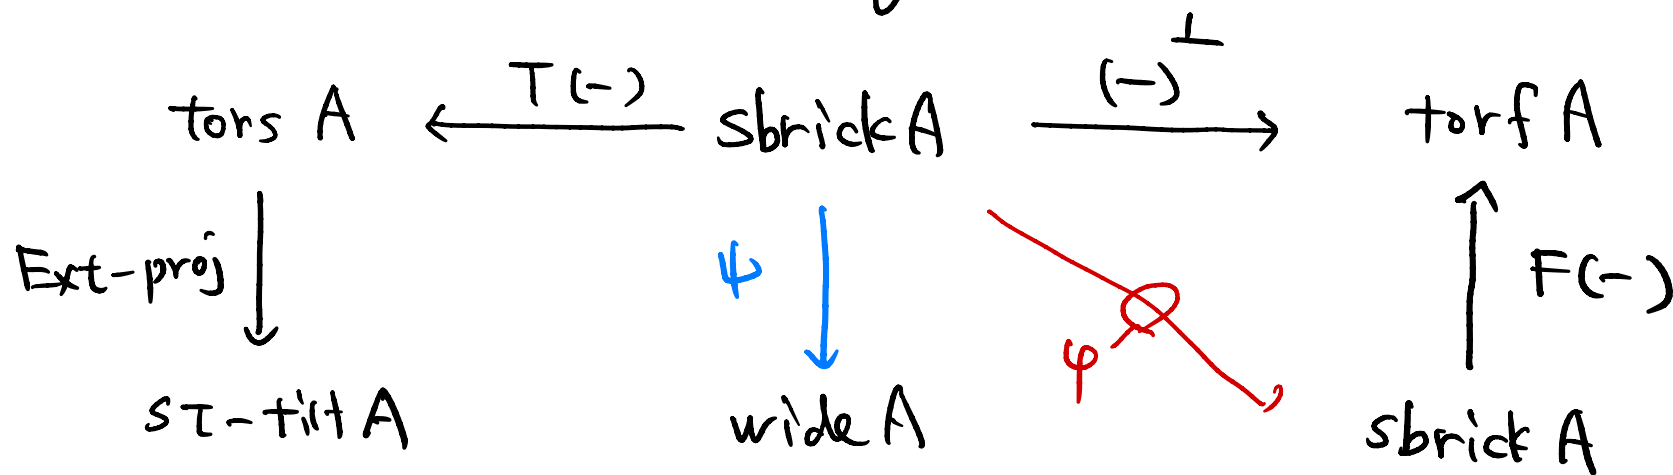 T(-) (-)^⊥
tors A ← sbrick A → torf A
Ext-proj ψ φ F(-)
sτ-tilt A wide A sbrick A